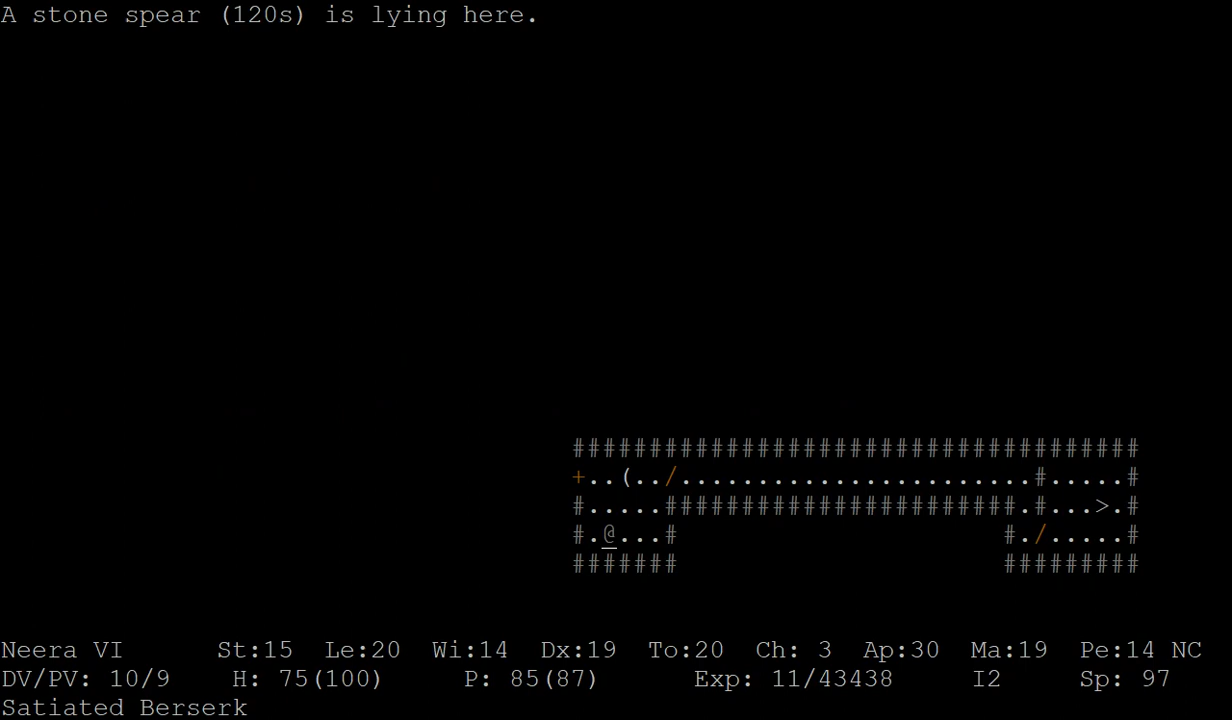 A stone spear (120s) is lying here.
#####################################
+..(../.......................#.....#
#.....#######################.#...>.#
#.@...#                     #./.....#
#######                     #########
Neera VI St:15 Le:20 Wi:14 Dx:19 To:20 Ch: 3 Ap:30 Ma:19 Pe:14 NC
DV/PV: 10/9 H: 75(100) P: 85(87) Exp: 11/43438 I2 Sp: 97
Satiated Berserk